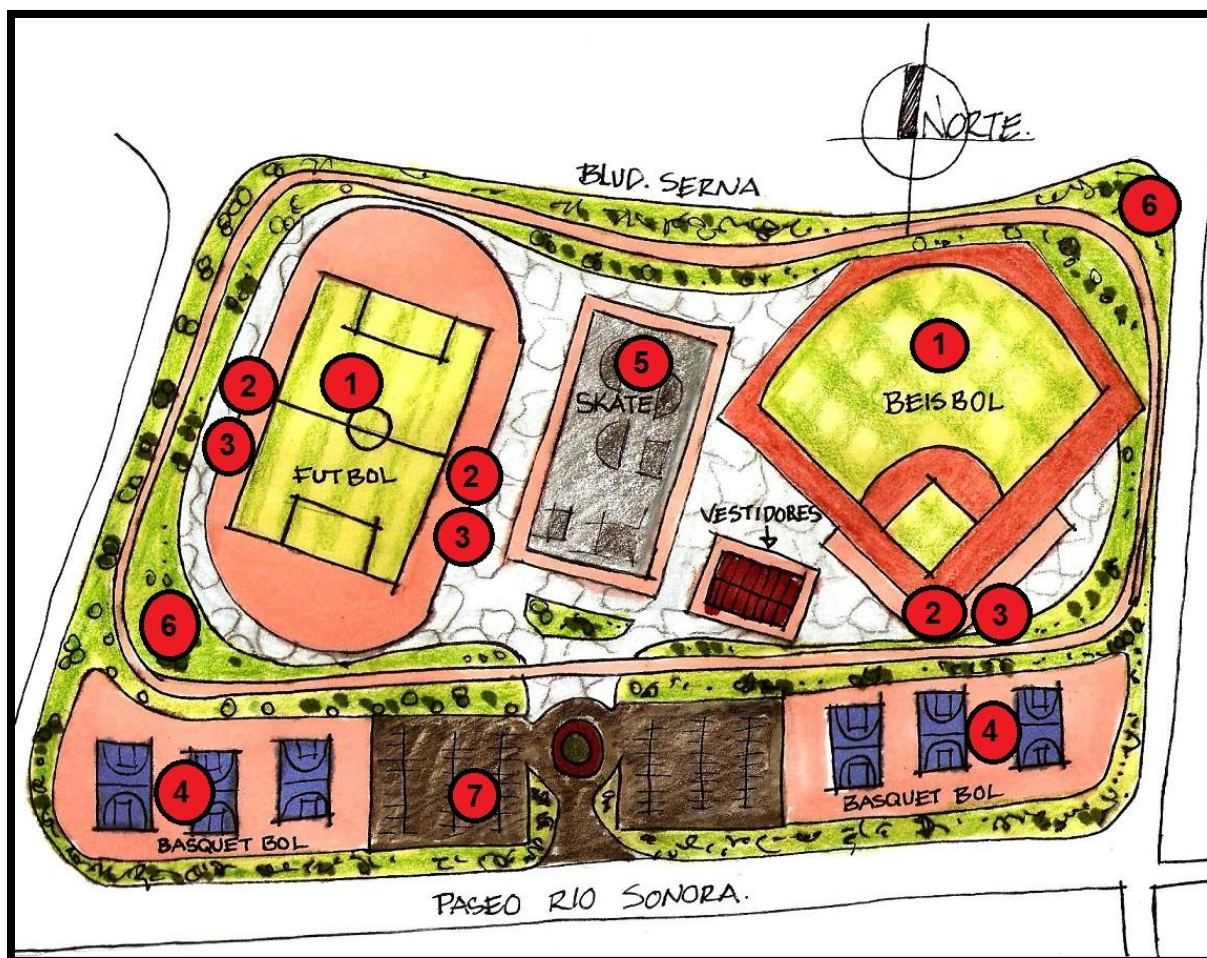 NORTE.
BLUD. SERNA
6
1
5
1
2
SKATE
BEISBOL
3
2
FUTBOL
VESTIDORES
3
2
3
6
4
4
7
BASQUET BOL
BASQUET BOL
PASEO RIO SONORA.